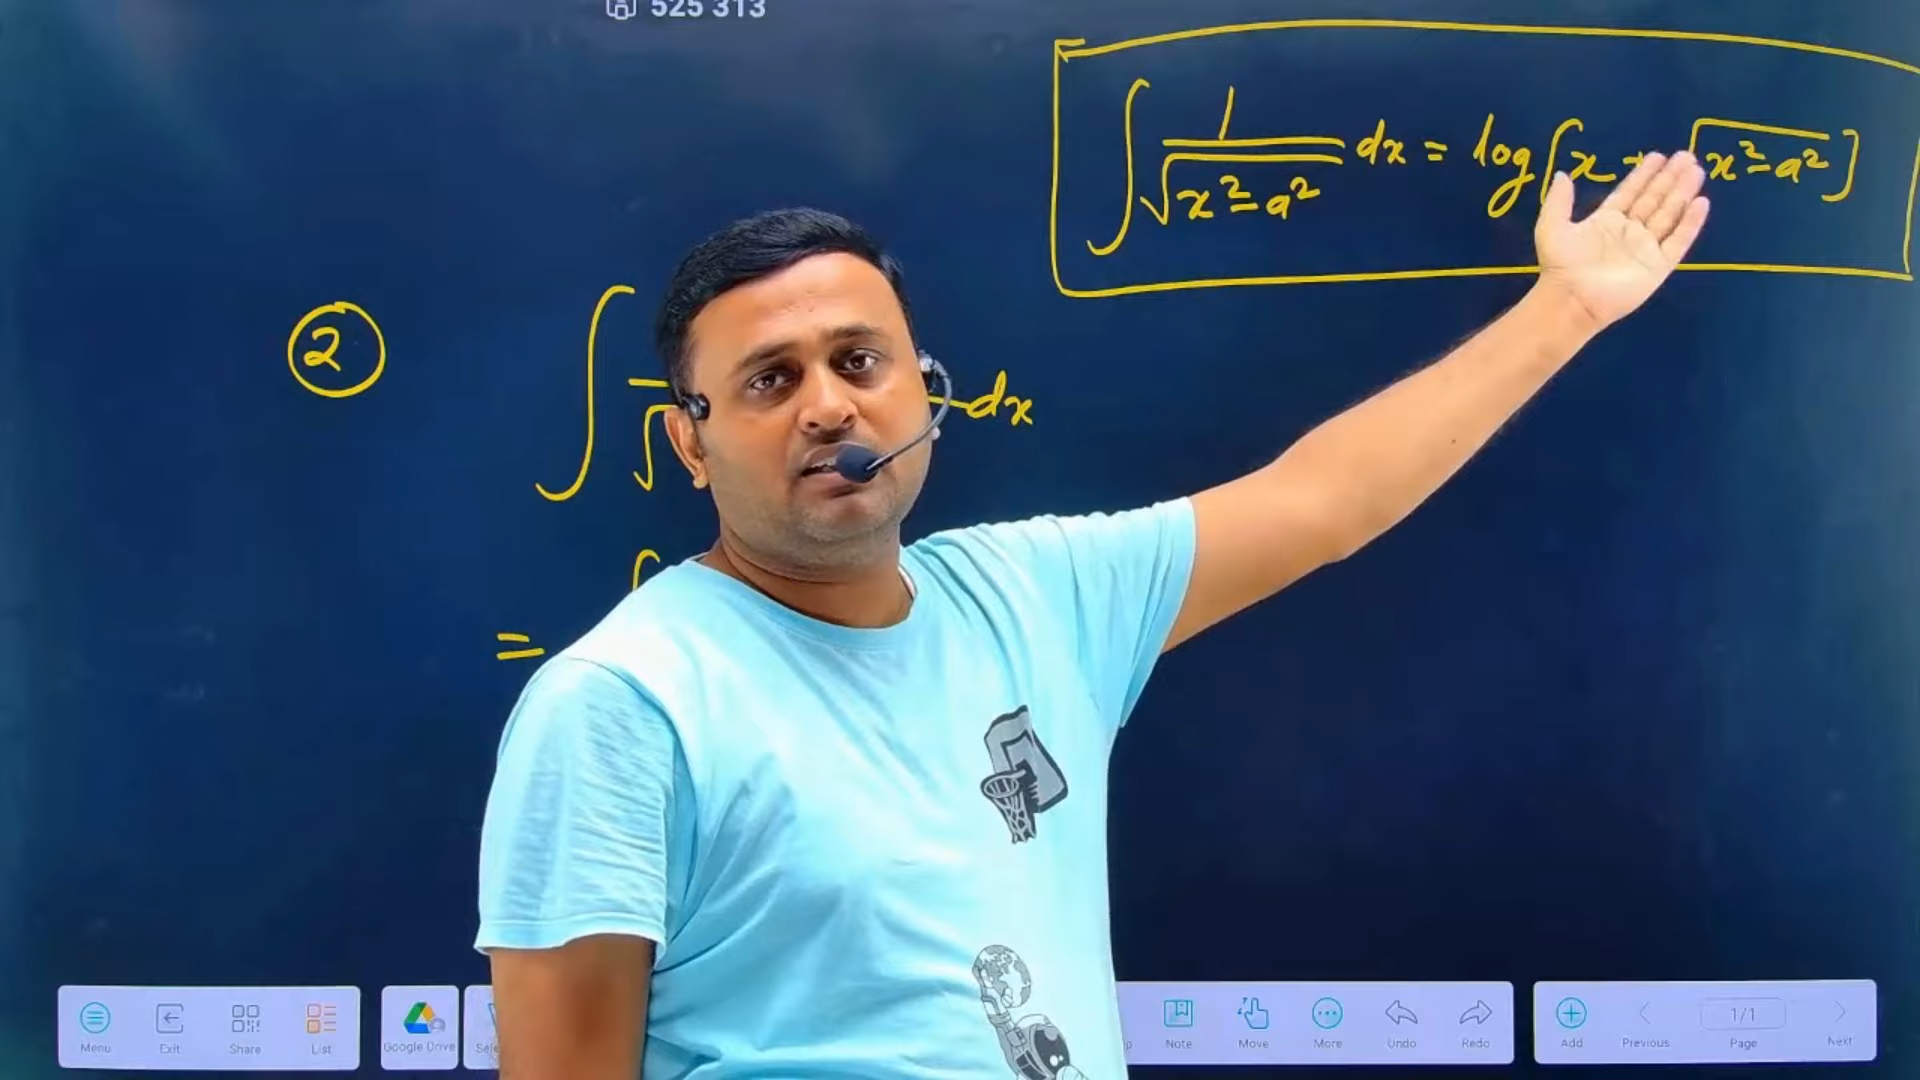 525 313
∫ 1/√(x²-a²) dx = log[x + √(x²-a²)]
2
∫ √ dx
=
Menu Exit Share List Google Drive Note Move More Undo Redo Add Previous 1/1 Page Next